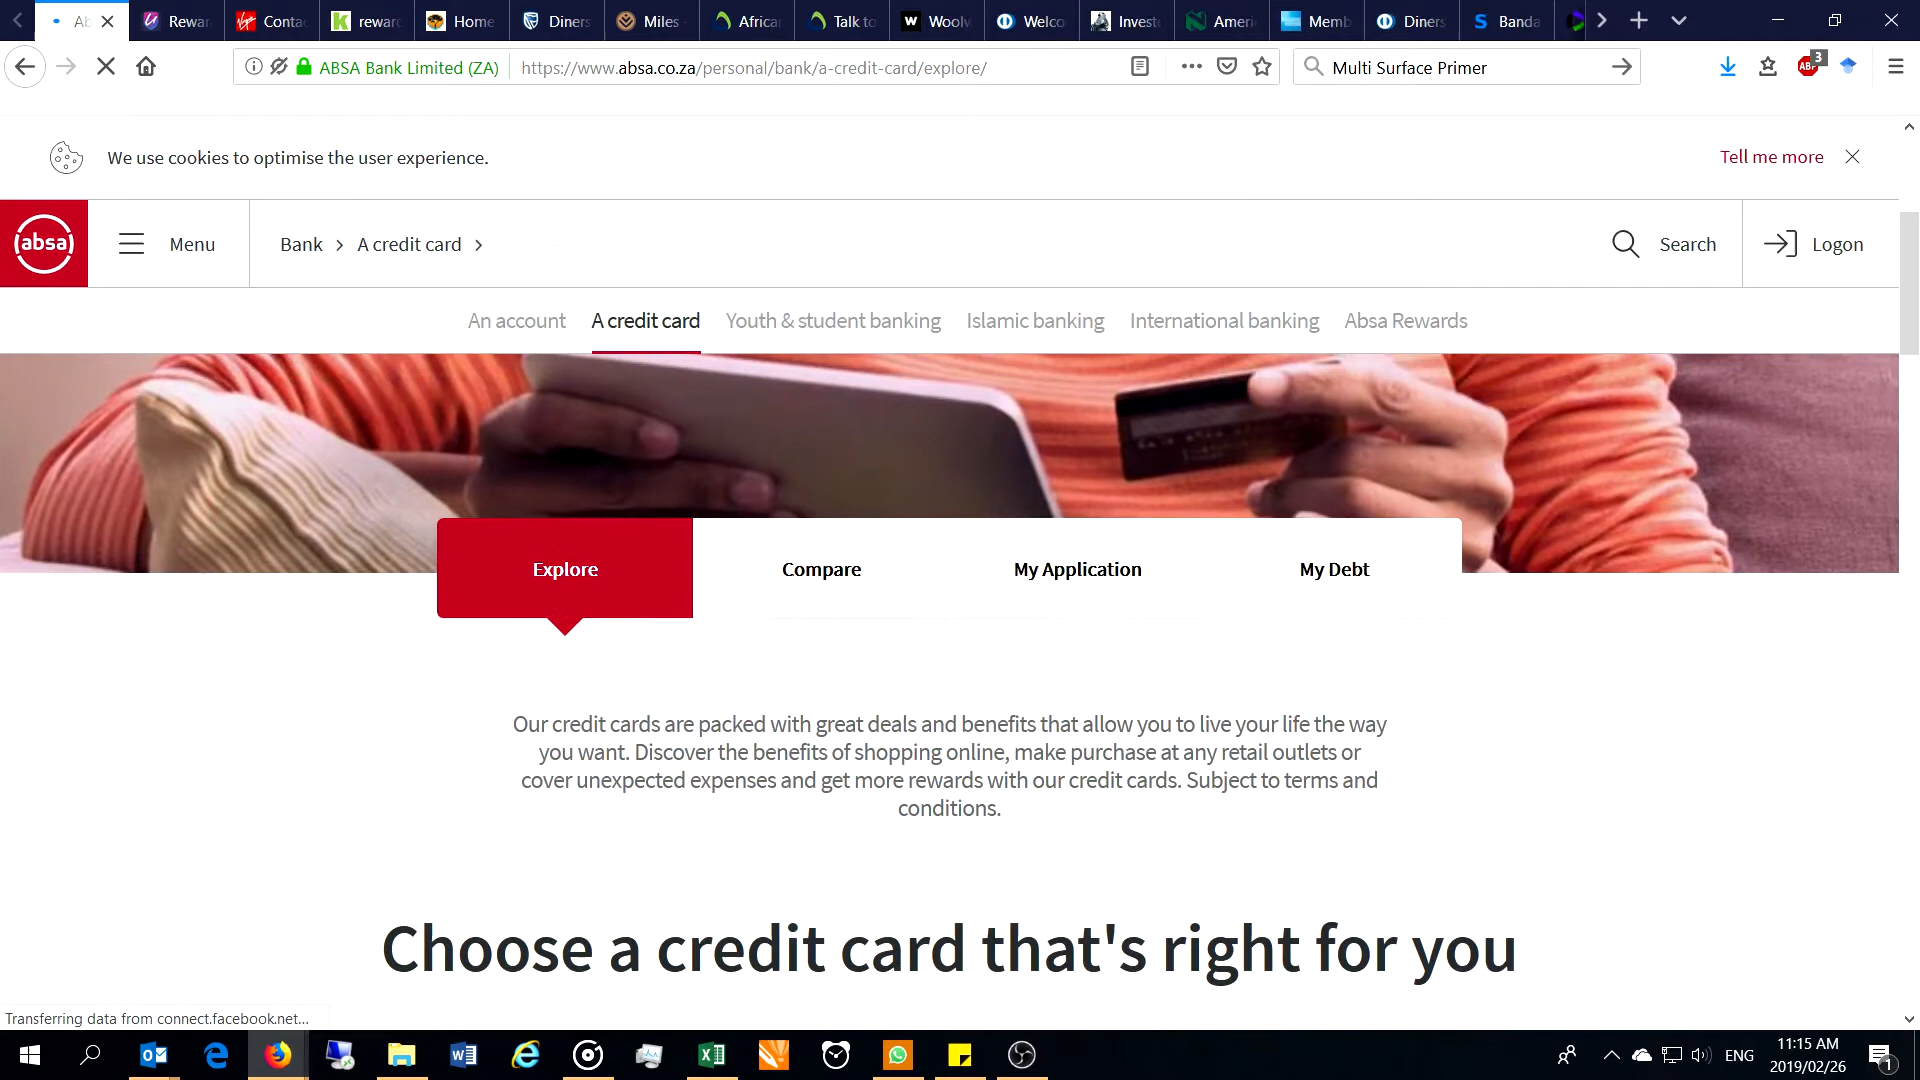 Ab
Rewar
Conta
rewar
Home
Diners
Miles -
Africar
Talk to
Woolw
Welco
Invest
Ameri
Memb
Diners
Banda
ABSA Bank Limited (ZA)
https://www.absa.co.za/personal/bank/a-credit-card/explore/
Multi Surface Primer
ABP
3
We use cookies to optimise the user experience.
Tell me more
absa
Menu
Bank > A credit card >
Search
Logon
An account
A credit card
Youth & student banking
Islamic banking
International banking
Absa Rewards
Explore
Compare
My Application
My Debt
Our credit cards are packed with great deals and benefits that allow you to live your life the way
you want. Discover the benefits of shopping online, make purchase at any retail outlets or
cover unexpected expenses and get more rewards with our credit cards. Subject to terms and
conditions.
Choose a credit card that's right for you
Transferring data from connect.facebook.net...
ENG
11:15 AM
2019/02/26
1